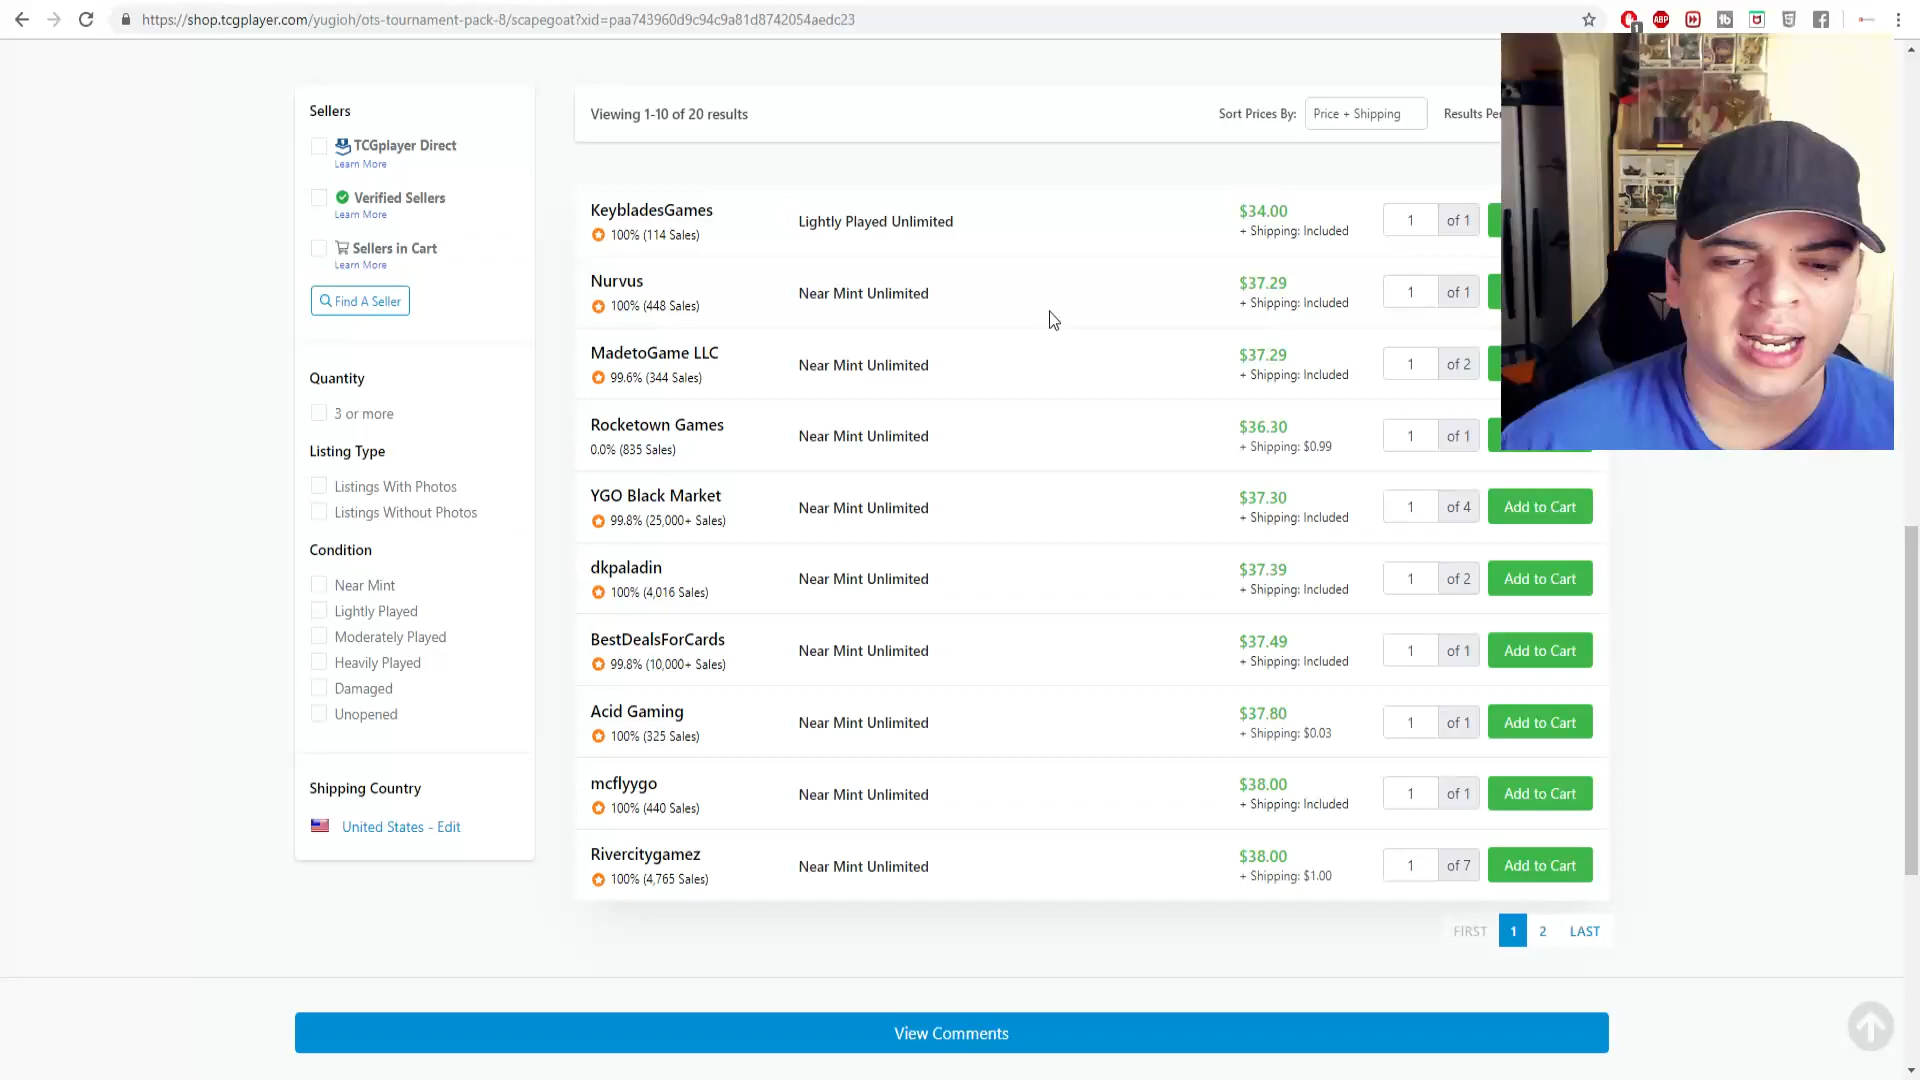 https://shop.tcgplayer.com/yugioh/ots-tournament-pack-8/scapegoat?xid=paa743960d9c94c9a81d8742054aedc23
ABP
1
Sellers
TCGplayer Direct
Learn More
Verified Sellers
Learn More
Sellers in Cart
Learn More
Find A Seller
Quantity
3 or more
Listing Type
Listings With Photos
Listings Without Photos
Condition
Near Mint
Lightly Played
Moderately Played
Heavily Played
Damaged
Unopened
Shipping Country
United States - Edit
Viewing 1-10 of 20 results
Sort Prices By: Price + Shipping Results
KeybladesGames
100% (114 Sales)
Lightly Played Unlimited
$34.00
+ Shipping: Included
1 of 1
Nurvus
100% (448 Sales)
Near Mint Unlimited
$37.29
+ Shipping: Included
1 of 1
MadetoGame LLC
99.6% (344 Sales)
Near Mint Unlimited
$37.29
+ Shipping: Included
1 of 2
Rocketown Games
0.0% (835 Sales)
Near Mint Unlimited
$36.30
+ Shipping: $0.99
1 of 1
YGO Black Market
99.8% (25,000+ Sales)
Near Mint Unlimited
$37.30
+ Shipping: Included
1 of 4 Add to Cart
dkpaladin
100% (4,016 Sales)
Near Mint Unlimited
$37.39
+ Shipping: Included
1 of 2 Add to Cart
BestDealsForCards
99.8% (10,000+ Sales)
Near Mint Unlimited
$37.49
+ Shipping: Included
1 of 1 Add to Cart
Acid Gaming
100% (325 Sales)
Near Mint Unlimited
$37.80
+ Shipping: $0.03
1 of 1 Add to Cart
mcflyygo
100% (440 Sales)
Near Mint Unlimited
$38.00
+ Shipping: Included
1 of 1 Add to Cart
Rivercitygamez
100% (4,765 Sales)
Near Mint Unlimited
$38.00
+ Shipping: $1.00
1 of 7 Add to Cart
FIRST 1 2 LAST
View Comments